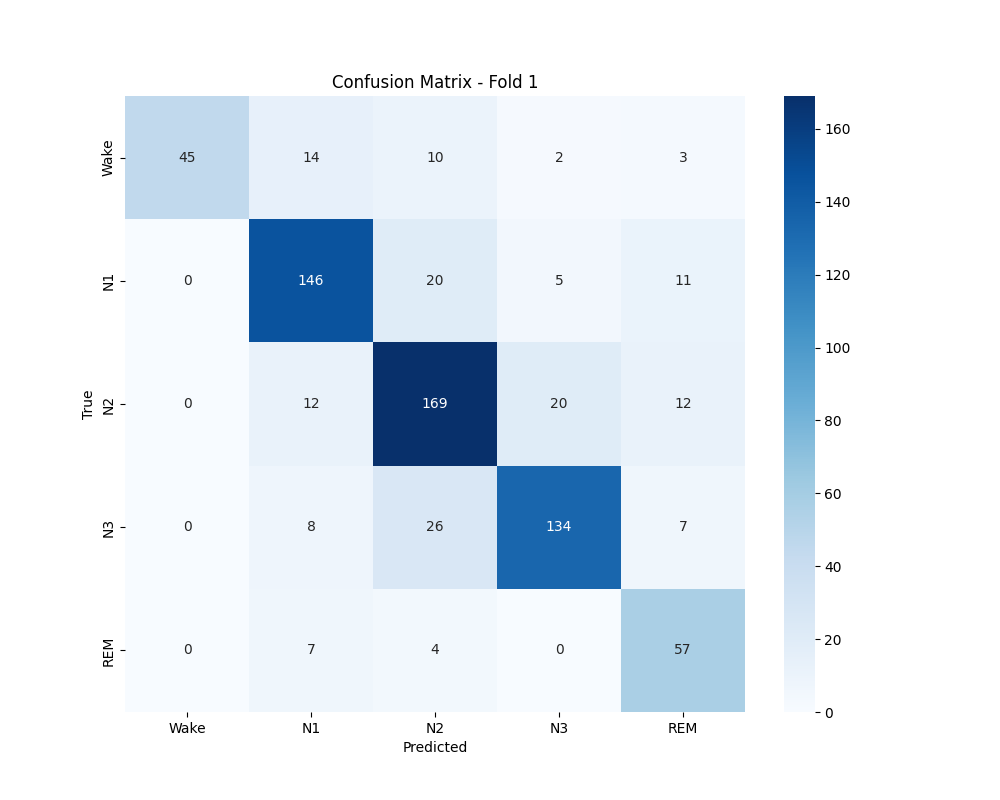 Confusion Matrix - Fold 1
Wake 45 14 10 2 3
N1 0 146 20 5 11
N2 0 12 169 20 12
N3 0 8 26 134 7
REM 0 7 4 0 57
True
Wake N1 N2 N3 REM
Predicted
160
140
120
100
80
60
40
20
0